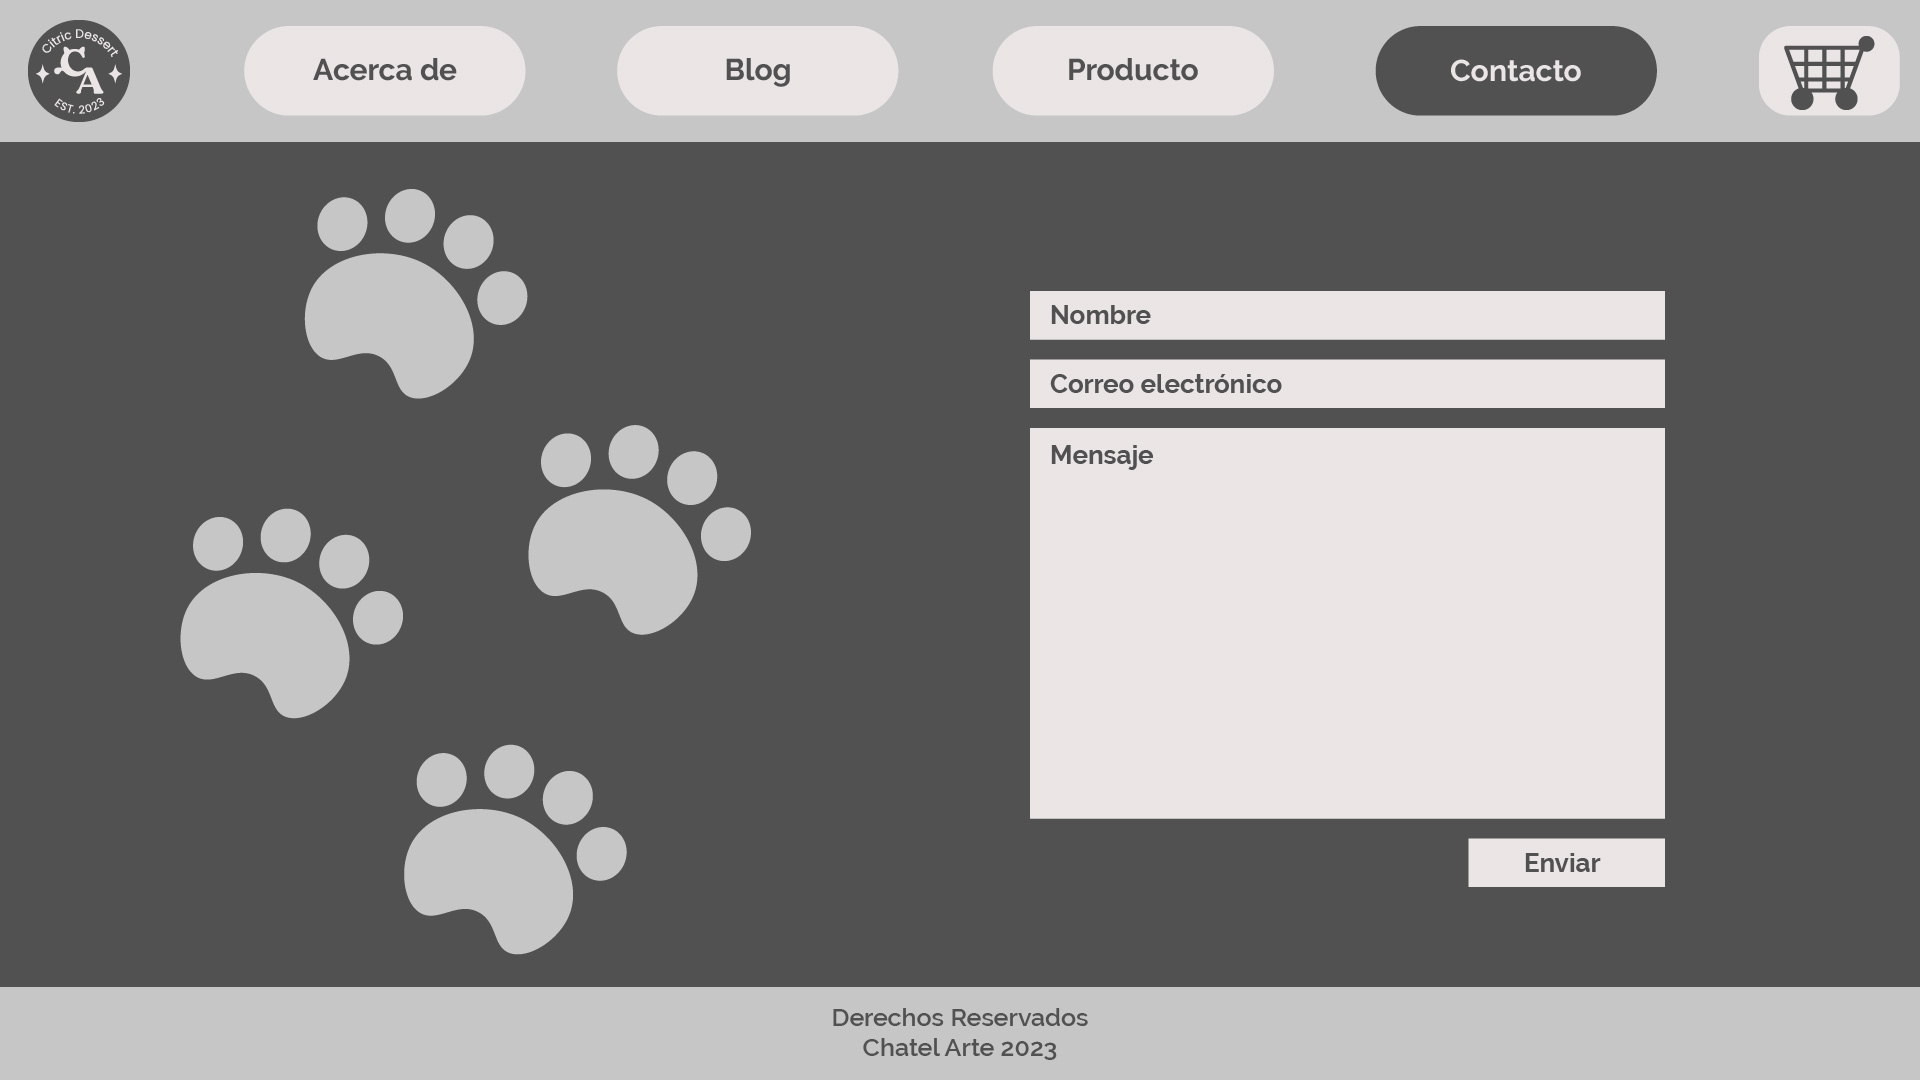 Citric Dessert
CA
EST. 2023
Acerca de
Blog
Producto
Contacto
Nombre
Correo electrónico
Mensaje
Enviar
Derechos Reservados
Chatel Arte 2023